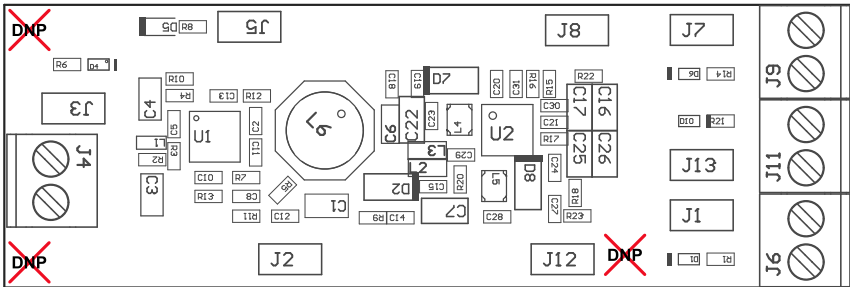 DNP
D5
R8
J5
J8
J7
J9
R6
D4
R10
C18
C19
D7
C20
C31
R16
R15
R22
D6
R14
J3
C4
R4
C13
R12
L6
C6
C22
C23
L4
C30
C17
C16
C5
U1
C2
U2
C21
D10
R21
J11
J4
L1
R3
C11
L3
C29
R17
C25
C26
R2
L2
C24
J13
C3
C10
R7
R5
D2
C15
R20
L5
D8
R18
R13
C8
C1
C7
C27
J1
R11
C12
R9
C14
C28
R23
J6
DNP
J2
J12
DNP
D1
R1